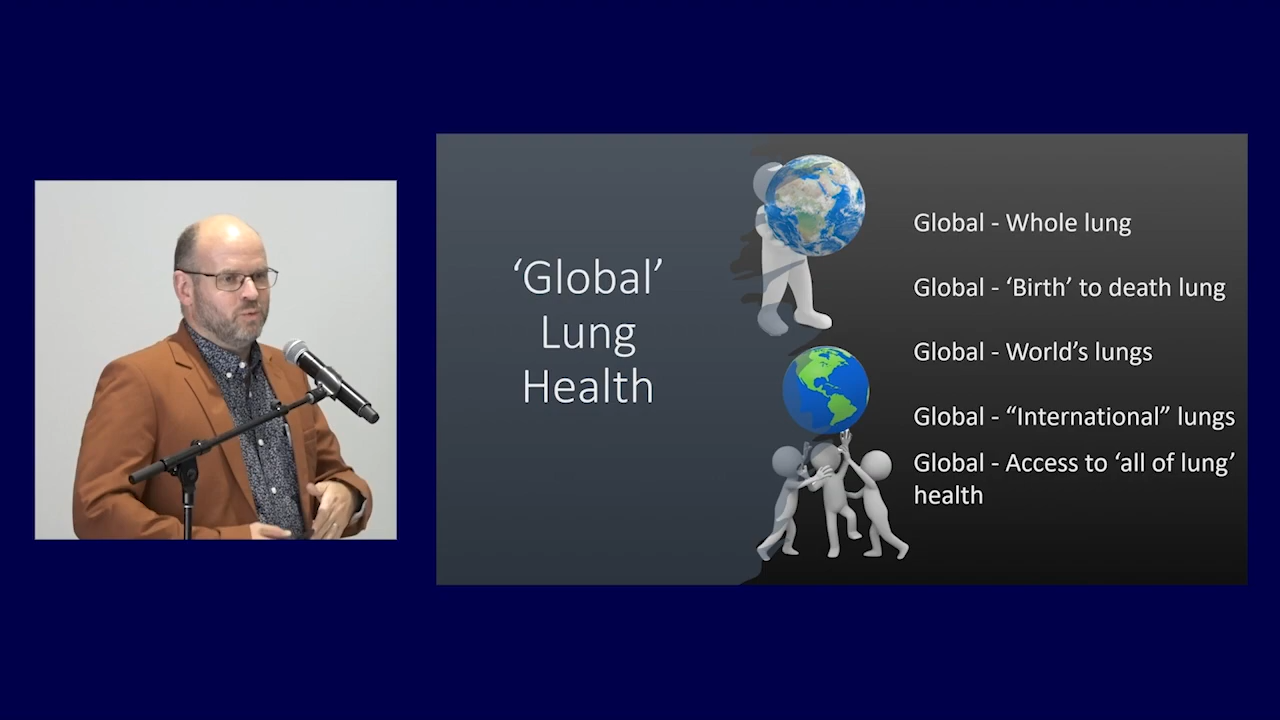 ‘Global’
Lung
Health
Global - Whole lung
Global - ‘Birth’ to death lung
Global - World’s lungs
Global - “International” lungs
Global - Access to ‘all of lung’
health